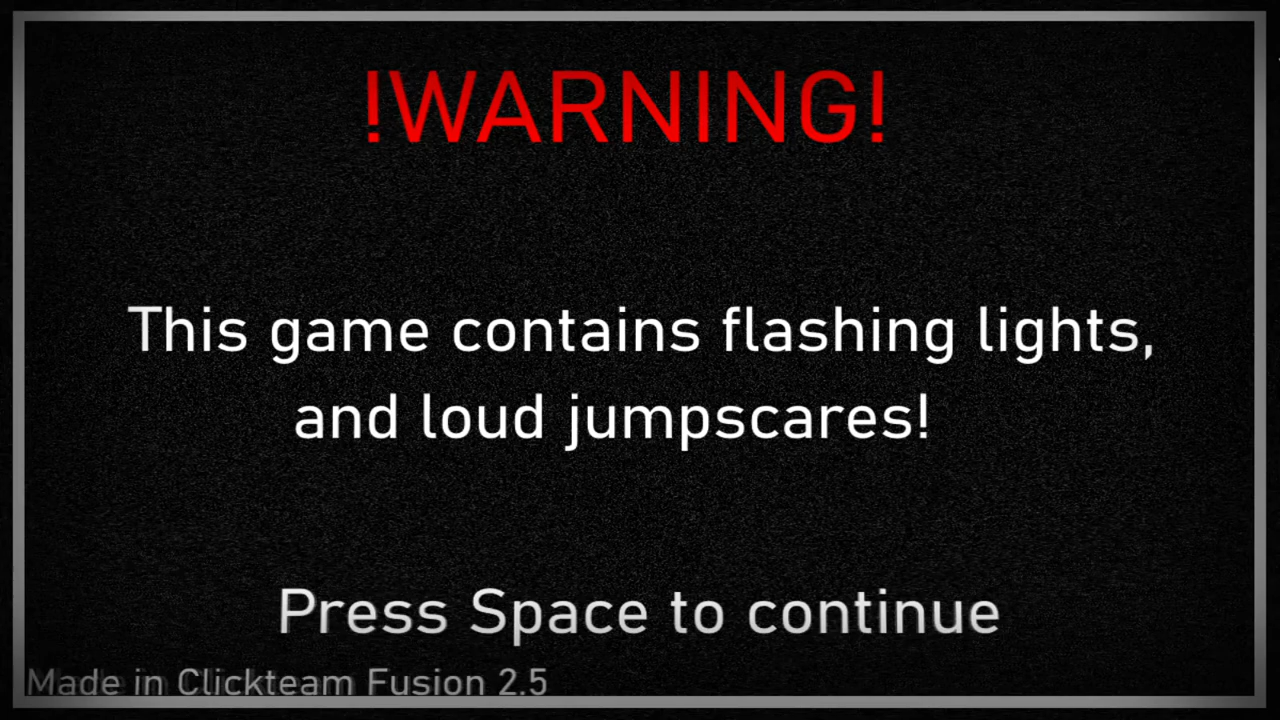 !WARNING!
This game contains flashing lights,
and loud jumpscares!
Press Space to continue
Made in Clickteam Fusion 2.5